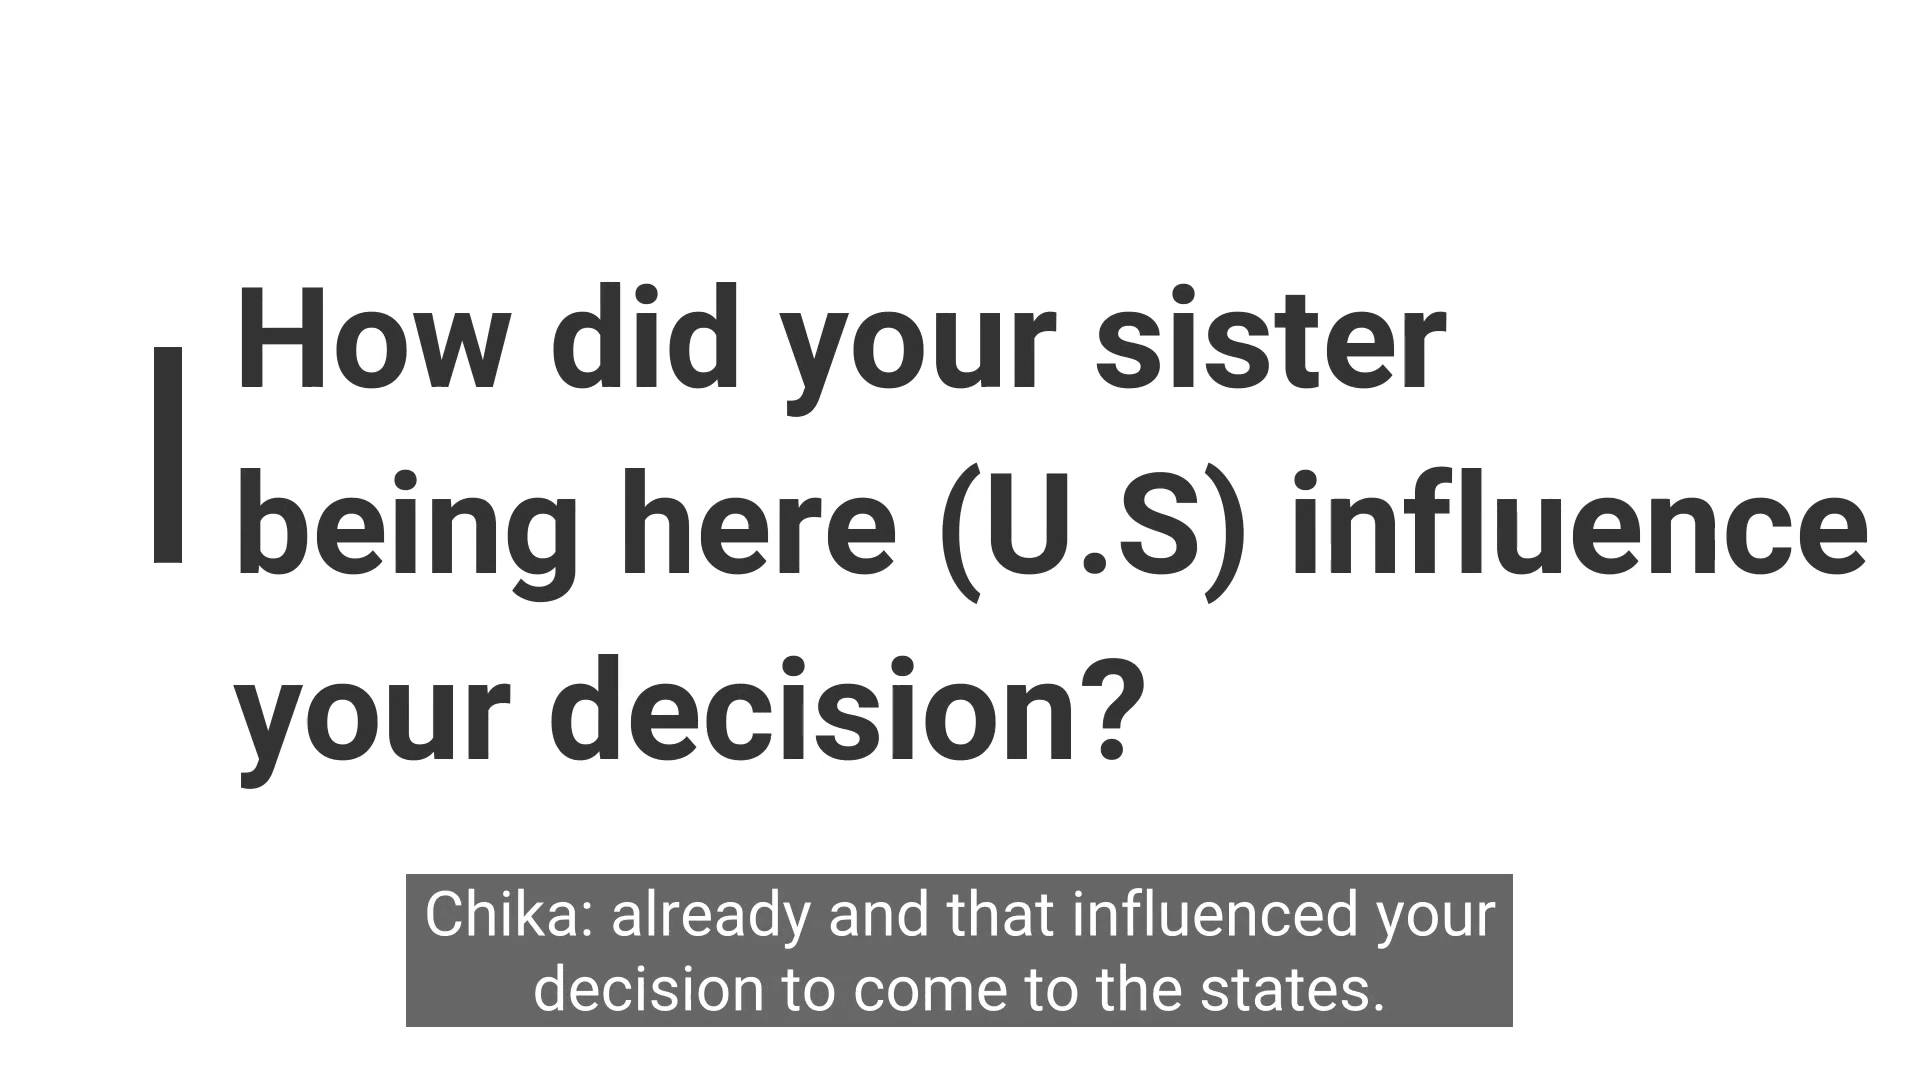 How did your sister
being here (U.S) influence
your decision?
Chika: already and that influenced your
decision to come to the states.